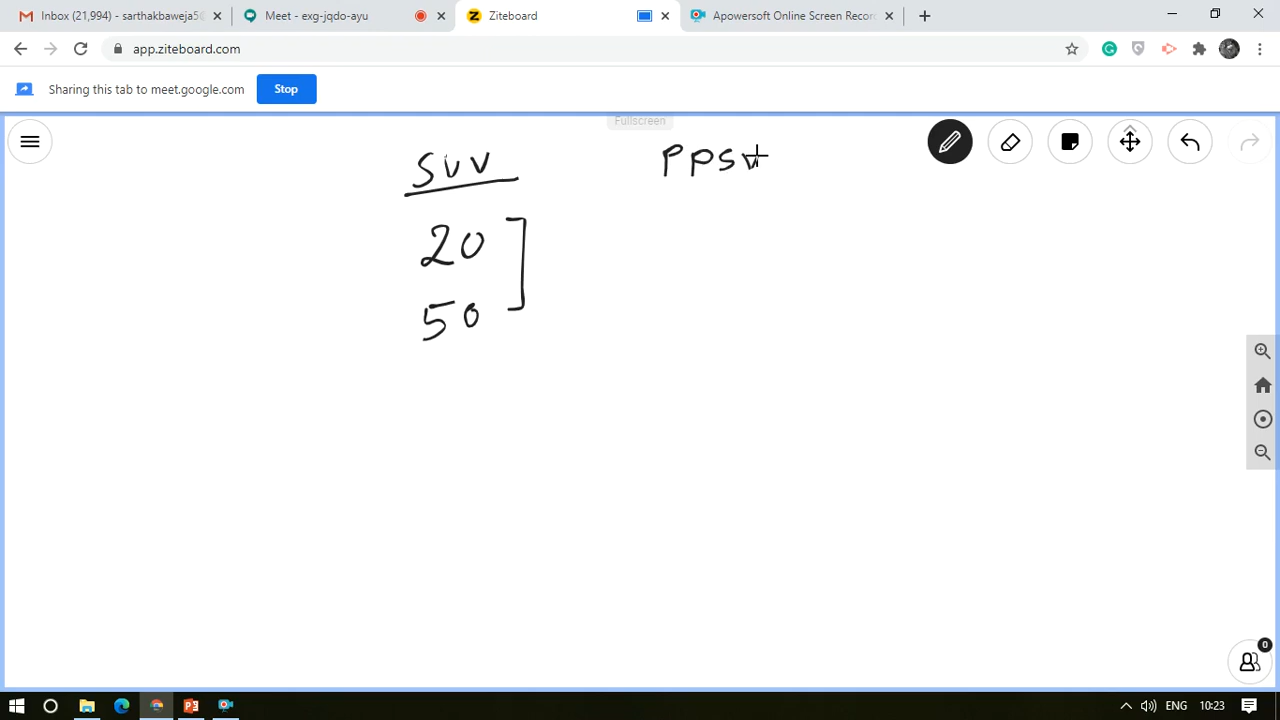 Inbox (21,994) - sarthakbaweja5
Meet - exg-jqdo-ayu
Ziteboard
Apowersoft Online Screen Recor
app.ziteboard.com
Sharing this tab to meet.google.com
Stop
Fullscreen
SUV
PPSV
20
50
0
ENG
10:23